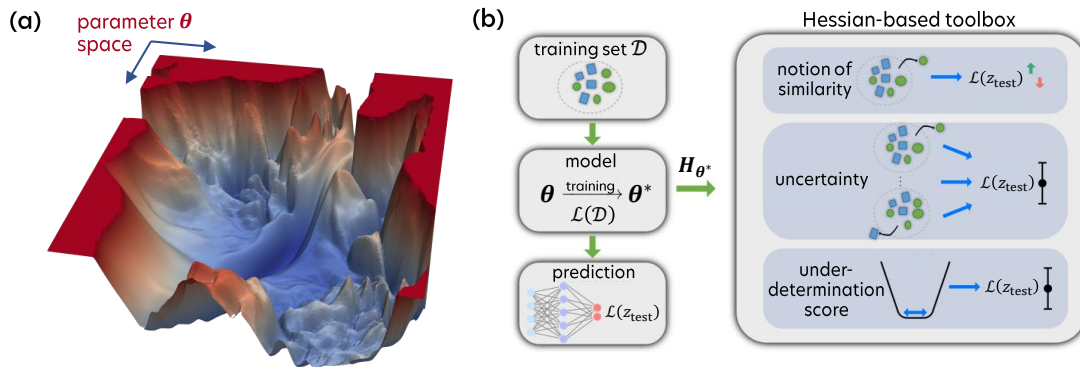 (a)
parameter θ
space
(b)
training set 𝒟
model
θ training→ θ*
ℒ(𝒟)
prediction
ℒ(z_test)
H_θ*
Hessian-based toolbox
notion of
similarity
ℒ(z_test)
uncertainty
ℒ(z_test)
under-
determination
score
ℒ(z_test)